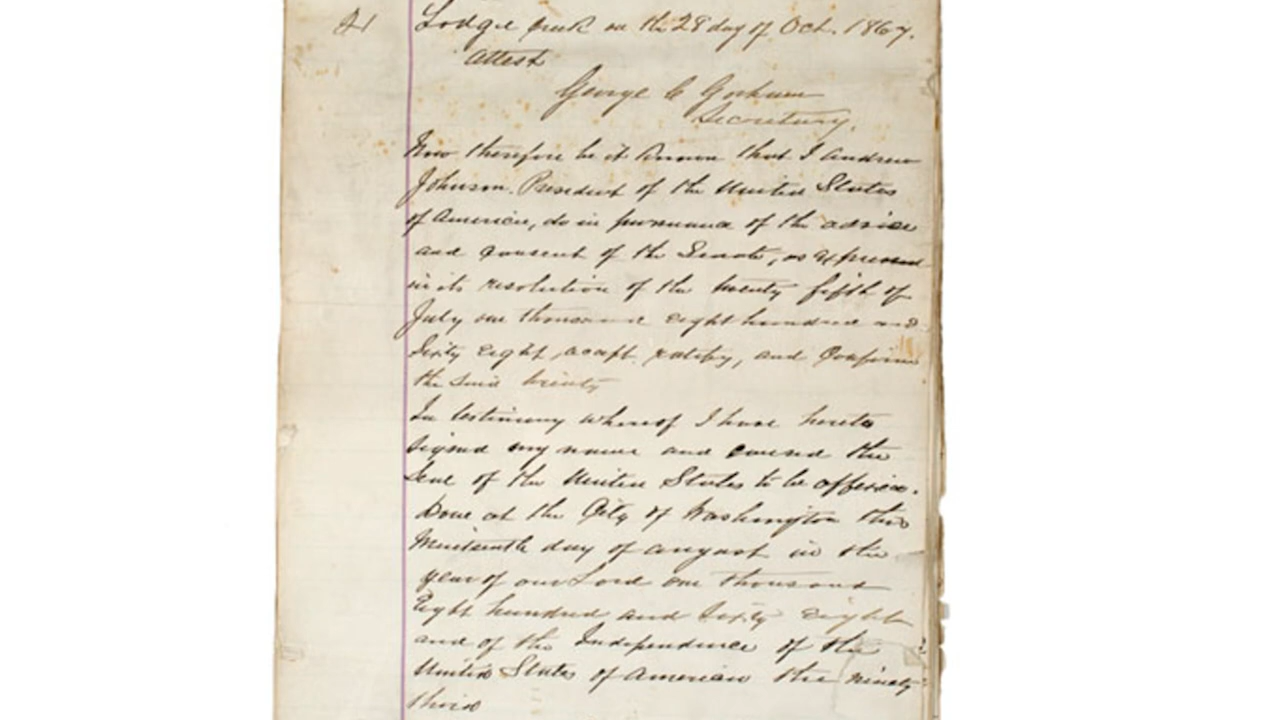 21
Lodge Creek on the 28 day of Oct. 1867.
Attest
George C Gorham
Secretary.
Now therefore be it Known that I Andrew
Johnson. President of the United States
of America, do in pursuance of the advice
and consent of the Senate, as expressed
in its resolution of the twenty fifth of
July one thousand eight hundred and
Sixty eight, accept ratify, and Confirm
the said treaty
In testimony whereof I have hereto
signed my name and caused the
Seal of the United States to be affixed.
Done at the City of Washington this
Nineteenth day of august in the
year of our Lord one thousand
Eight hundred and Sixty eight
and of the Independence of the
United States of American the ninety
third